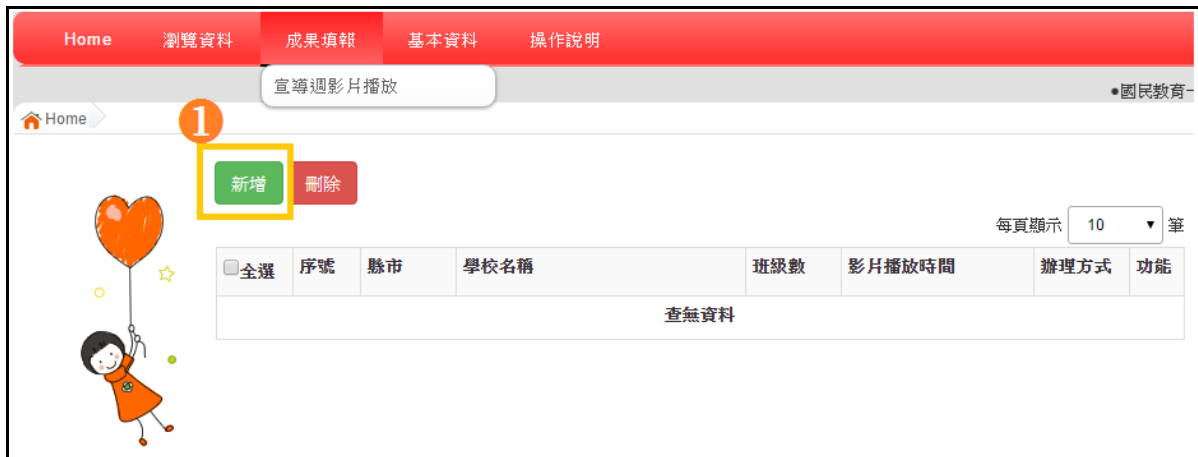 Home 瀏覽資料 成果填報 基本資料 操作說明
宣導週影片播放
●國民教育
Home
1
新增 刪除
每頁顯示 10 筆
全選 序號 縣市 學校名稱 班級數 影片播放時間 辦理方式 功能
查無資料